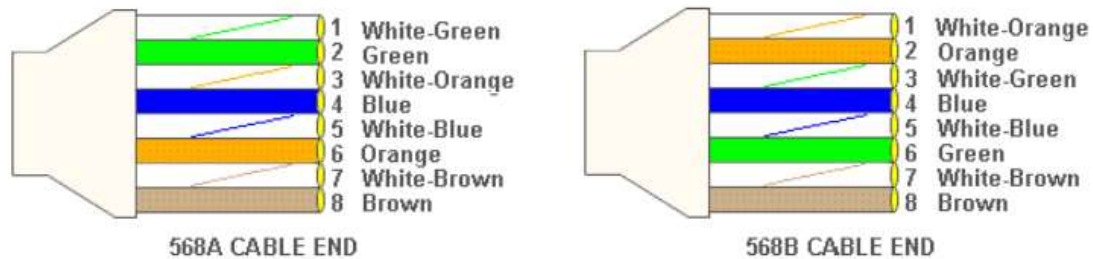 1 White-Green
2 Green
3 White-Orange
4 Blue
5 White-Blue
6 Orange
7 White-Brown
8 Brown
568A CABLE END
1 White-Orange
2 Orange
3 White-Green
4 Blue
5 White-Blue
6 Green
7 White-Brown
8 Brown
568B CABLE END